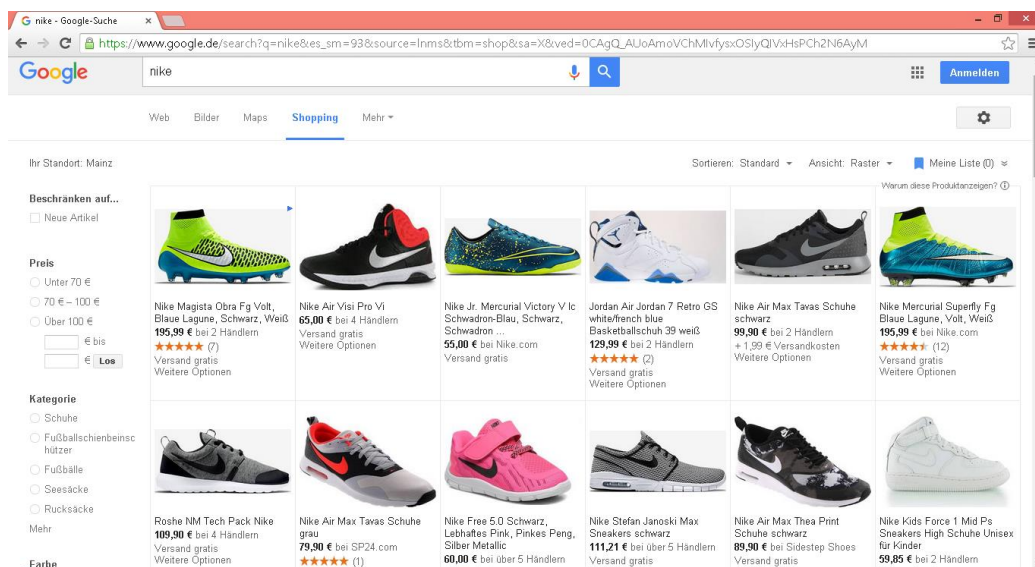 nike - Google-Suche
https://www.google.de/search?q=nike&es_sm=93&source=lnms&tbm=shop&sa=X&ved=0CAgQ_AUoAmoVChMIvfysxOSIyQIVxHsPCh2N6AyM
Google
nike
Anmelden
Web Bilder Maps Shopping Mehr
Ihr Standort: Mainz
Sortieren: Standard Ansicht: Raster Meine Liste (0)
Warum diese Produktanzeigen?
Beschränken auf...
Neue Artikel
Preis
Unter 70 €
70 € – 100 €
Über 100 €
€ bis
€ Los
Kategorie
Schuhe
Fußballschienbeinsc
hützer
Fußbälle
Seesäcke
Rucksäcke
Mehr
Farbe
Nike Magista Obra Fg Volt,
Blaue Lagune, Schwarz, Weiß
195,99 € bei 2 Händlern
(7)
Versand gratis
Weitere Optionen
Nike Air Visi Pro Vi
65,00 € bei 4 Händlern
Versand gratis
Weitere Optionen
Nike Jr. Mercurial Victory V Ic
Schwadron-Blau, Schwarz,
Schwadron ...
55,00 € bei Nike.com
Versand gratis
Jordan Air Jordan 7 Retro GS
white/french blue
Basketballschuh 39 weiß
129,99 € bei 2 Händlern
(2)
Versand gratis
Weitere Optionen
Nike Air Max Tavas Schuhe
schwarz
99,90 € bei 2 Händlern
+ 1,99 € Versandkosten
Weitere Optionen
Nike Mercurial Superfly Fg
Blaue Lagune, Volt, Weiß
195,99 € bei Nike.com
(12)
Versand gratis
Weitere Optionen
Roshe NM Tech Pack Nike
109,90 € bei 4 Händlern
Versand gratis
Weitere Optionen
Nike Air Max Tavas Schuhe
grau
79,90 € bei SP24.com
(1)
Nike Free 5.0 Schwarz,
Lebhaftes Pink, Pinkes Peng,
Silber Metallic
60,00 € bei über 5 Händlern
Nike Stefan Janoski Max
Sneakers schwarz
111,21 € bei über 5 Händlern
Versand gratis
Nike Air Max Thea Print
Schuhe schwarz
89,90 € bei Sidestep Shoes
Versand gratis
Nike Kids Force 1 Mid Ps
Sneakers High Schuhe Unisex
für Kinder
59,85 € bei 2 Händlern